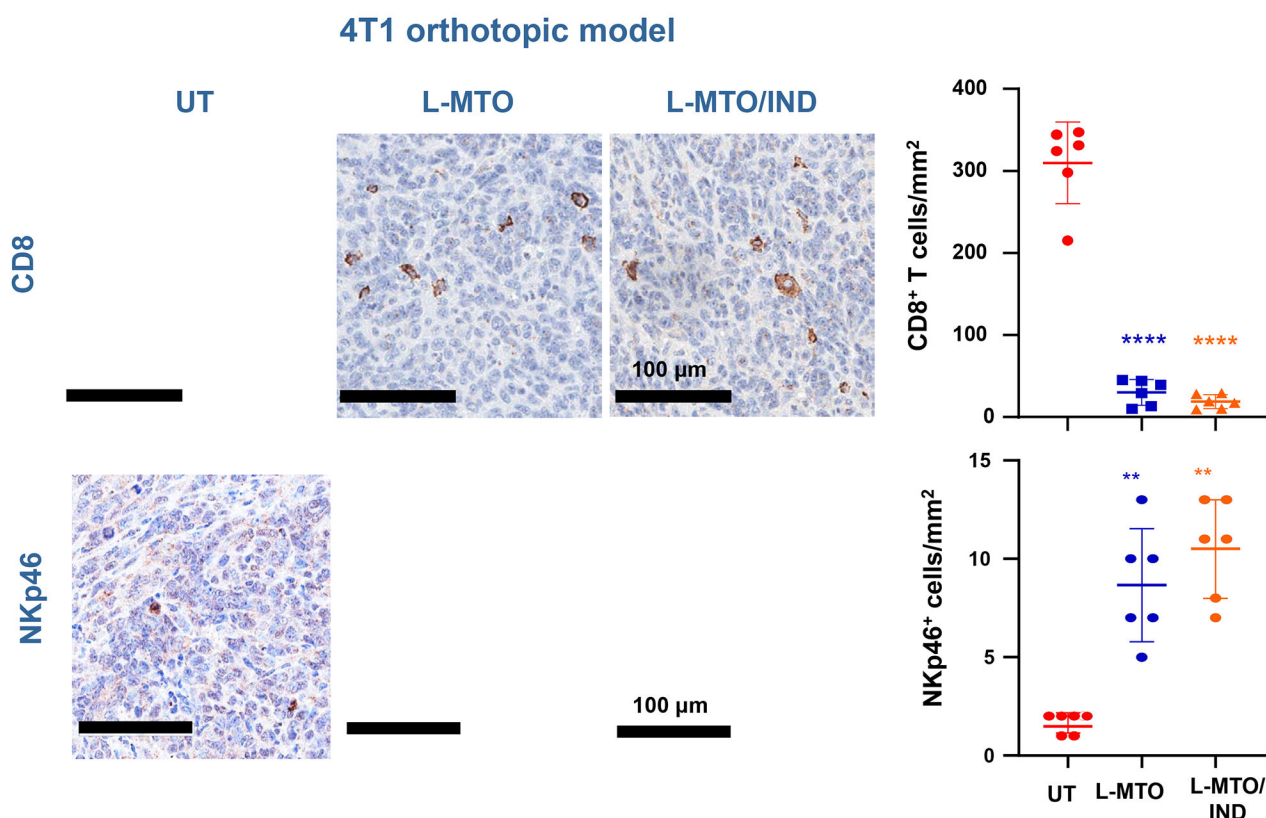 4T1 orthotopic model
UT
L-MTO
L-MTO/IND
CD8
100 µm
NKp46
100 µm
CD8⁺ T cells/mm²
400
300
200
100
0
****
****
NKp46⁺ cells/mm²
15
10
5
0
**
**
UT
L-MTO
L-MTO/
IND